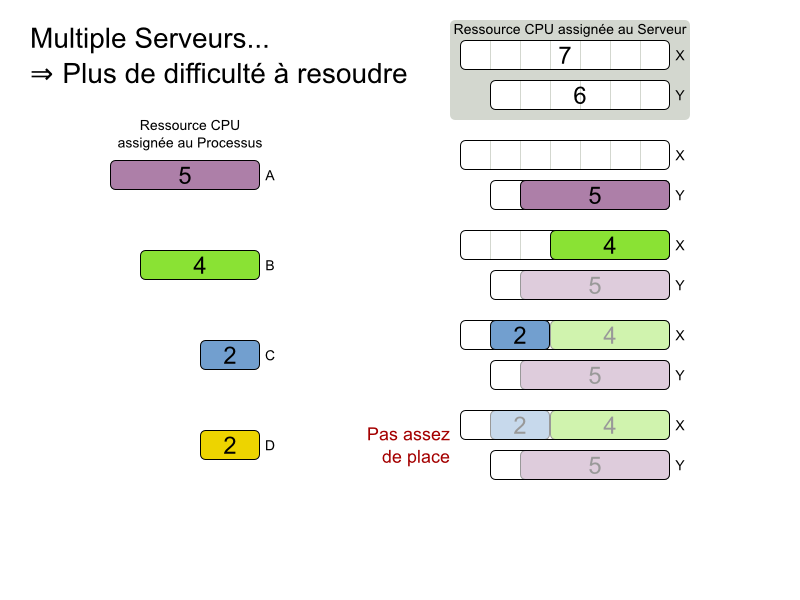 Multiple Serveurs...
⇒ Plus de difficulté à resoudre
Ressource CPU assignée au Serveur
7 X
6 Y
Ressource CPU
assignée au Processus
5 A
X
5 Y
4 B
4 X
5 Y
2 C
2 4 X
5 Y
2 D
Pas assez
de place
2 4 X
5 Y